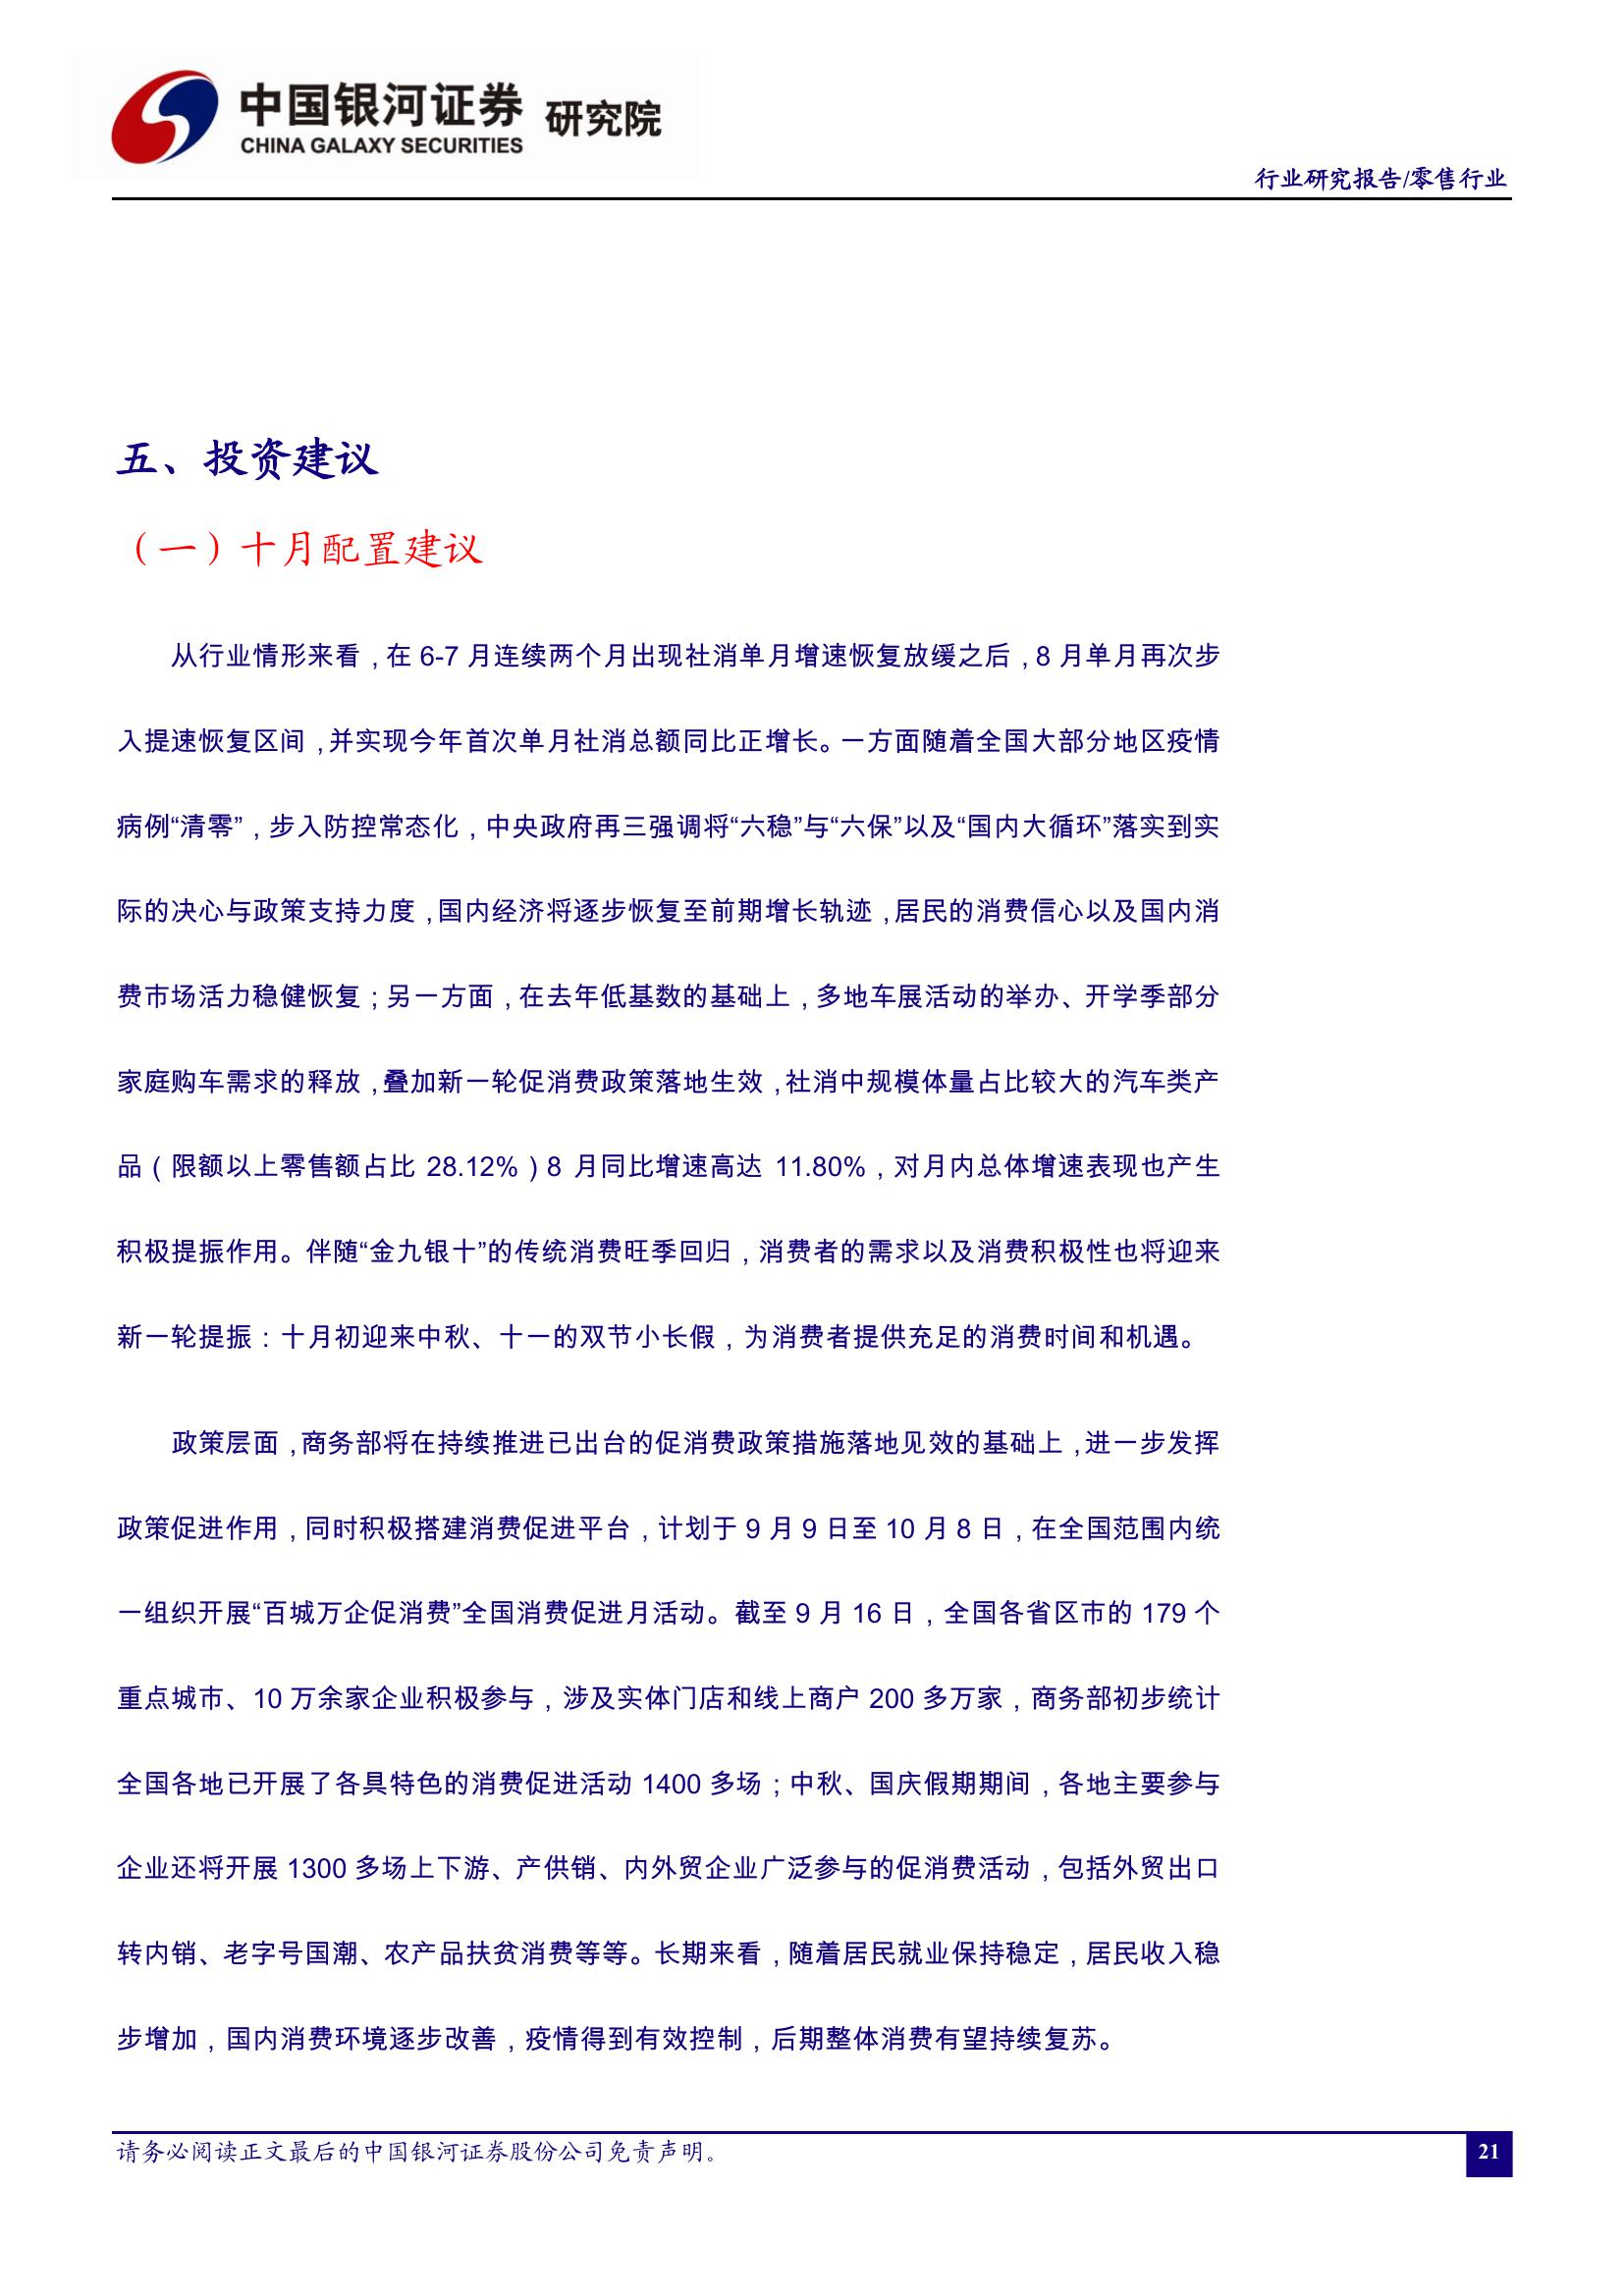 中国银河证券 研究院
CHINA GALAXY SECURITIES
行业研究报告/零售行业
五、投资建议
（一）十月配置建议
从行业情形来看，在 6-7 月连续两个月出现社消单月增速恢复放缓之后，8 月单月再次步
入提速恢复区间，并实现今年首次单月社消总额同比正增长。一方面随着全国大部分地区疫情
病例“清零”，步入防控常态化，中央政府再三强调将“六稳”与“六保”以及“国内大循环”落实到实
际的决心与政策支持力度，国内经济将逐步恢复至前期增长轨迹，居民的消费信心以及国内消
费市场活力稳健恢复；另一方面，在去年低基数的基础上，多地车展活动的举办、开学季部分
家庭购车需求的释放，叠加新一轮促消费政策落地生效，社消中规模体量占比较大的汽车类产
品（限额以上零售额占比 28.12%）8 月同比增速高达 11.80%，对月内总体增速表现也产生
积极提振作用。伴随“金九银十”的传统消费旺季回归，消费者的需求以及消费积极性也将迎来
新一轮提振：十月初迎来中秋、十一的双节小长假，为消费者提供充足的消费时间和机遇。
政策层面，商务部将在持续推进已出台的促消费政策措施落地见效的基础上，进一步发挥
政策促进作用，同时积极搭建消费促进平台，计划于 9 月 9 日至 10 月 8 日，在全国范围内统
一组织开展“百城万企促消费”全国消费促进月活动。截至 9 月 16 日，全国各省区市的 179 个
重点城市、10 万余家企业积极参与，涉及实体门店和线上商户 200 多万家，商务部初步统计
全国各地已开展了各具特色的消费促进活动 1400 多场；中秋、国庆假期期间，各地主要参与
企业还将开展 1300 多场上下游、产供销、内外贸企业广泛参与的促消费活动，包括外贸出口
转内销、老字号国潮、农产品扶贫消费等等。长期来看，随着居民就业保持稳定，居民收入稳
步增加，国内消费环境逐步改善，疫情得到有效控制，后期整体消费有望持续复苏。
请务必阅读正文最后的中国银河证券股份公司免责声明。
21